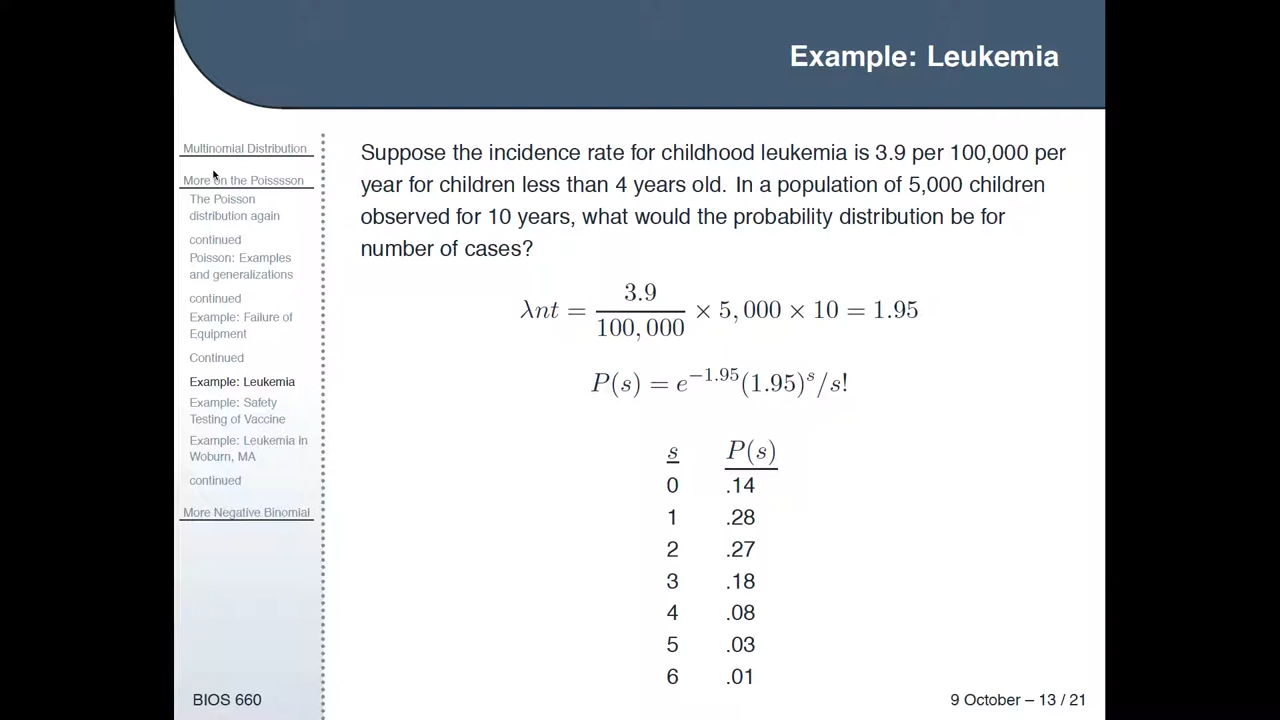 Example: Leukemia
Multinomial Distribution
More on the Poisssson
The Poisson
distribution again
continued
Poisson: Examples
and generalizations
continued
Example: Failure of
Equipment
Continued
Example: Leukemia
Example: Safety
Testing of Vaccine
Example: Leukemia in
Woburn, MA
continued
More Negative Binomial
Suppose the incidence rate for childhood leukemia is 3.9 per 100,000 per
year for children less than 4 years old. In a population of 5,000 children
observed for 10 years, what would the probability distribution be for
number of cases?
λnt = 3.9/100,000 × 5,000 × 10 = 1.95
P(s) = e^{−1.95}(1.95)^s/s!
s P(s)
0 .14
1 .28
2 .27
3 .18
4 .08
5 .03
6 .01
BIOS 660
9 October – 13 / 21